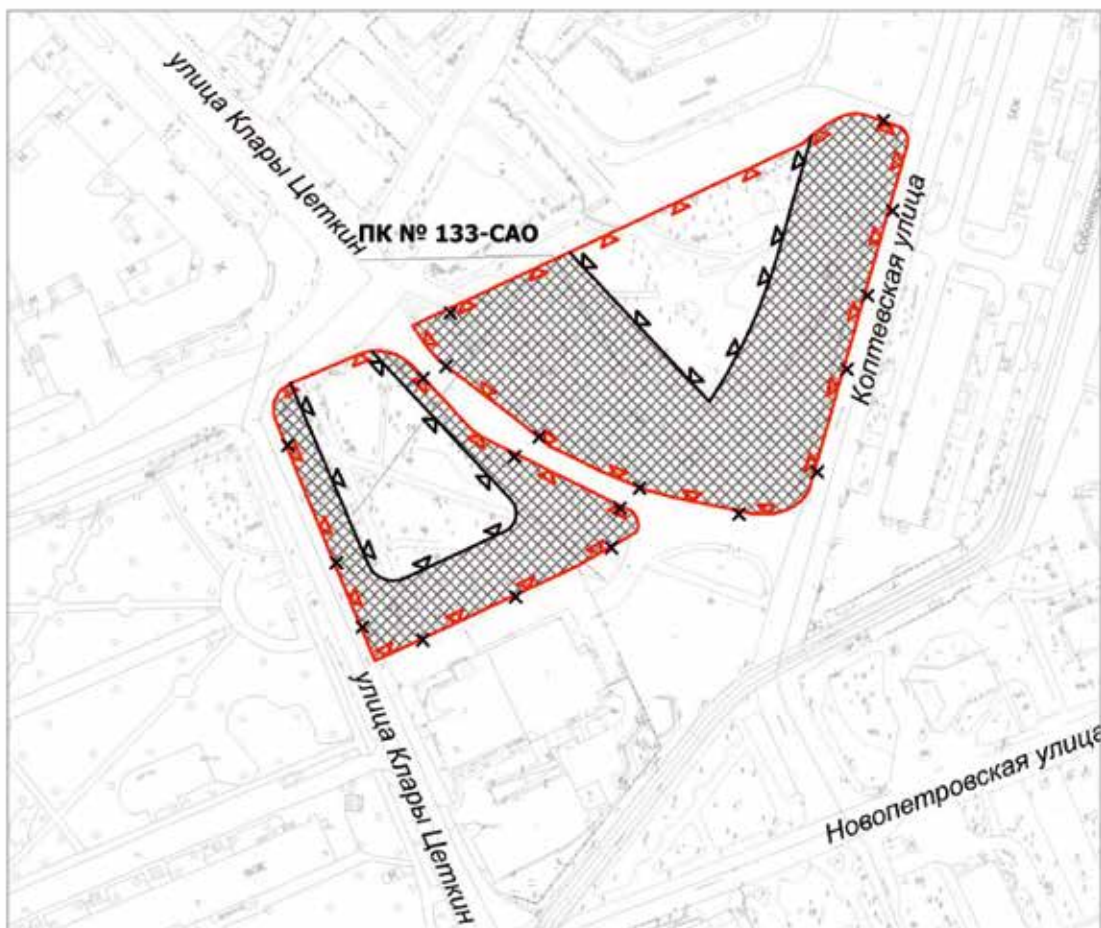 улица Клары Цеткин
ПК № 133-САО
Коптевская улица
улица Клары Цеткин
Новопетровская улица